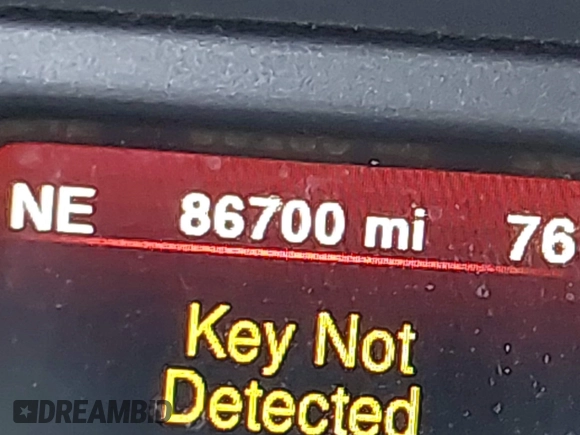 NE 86700 mi 76
Key Not
Detected
DREAMBID